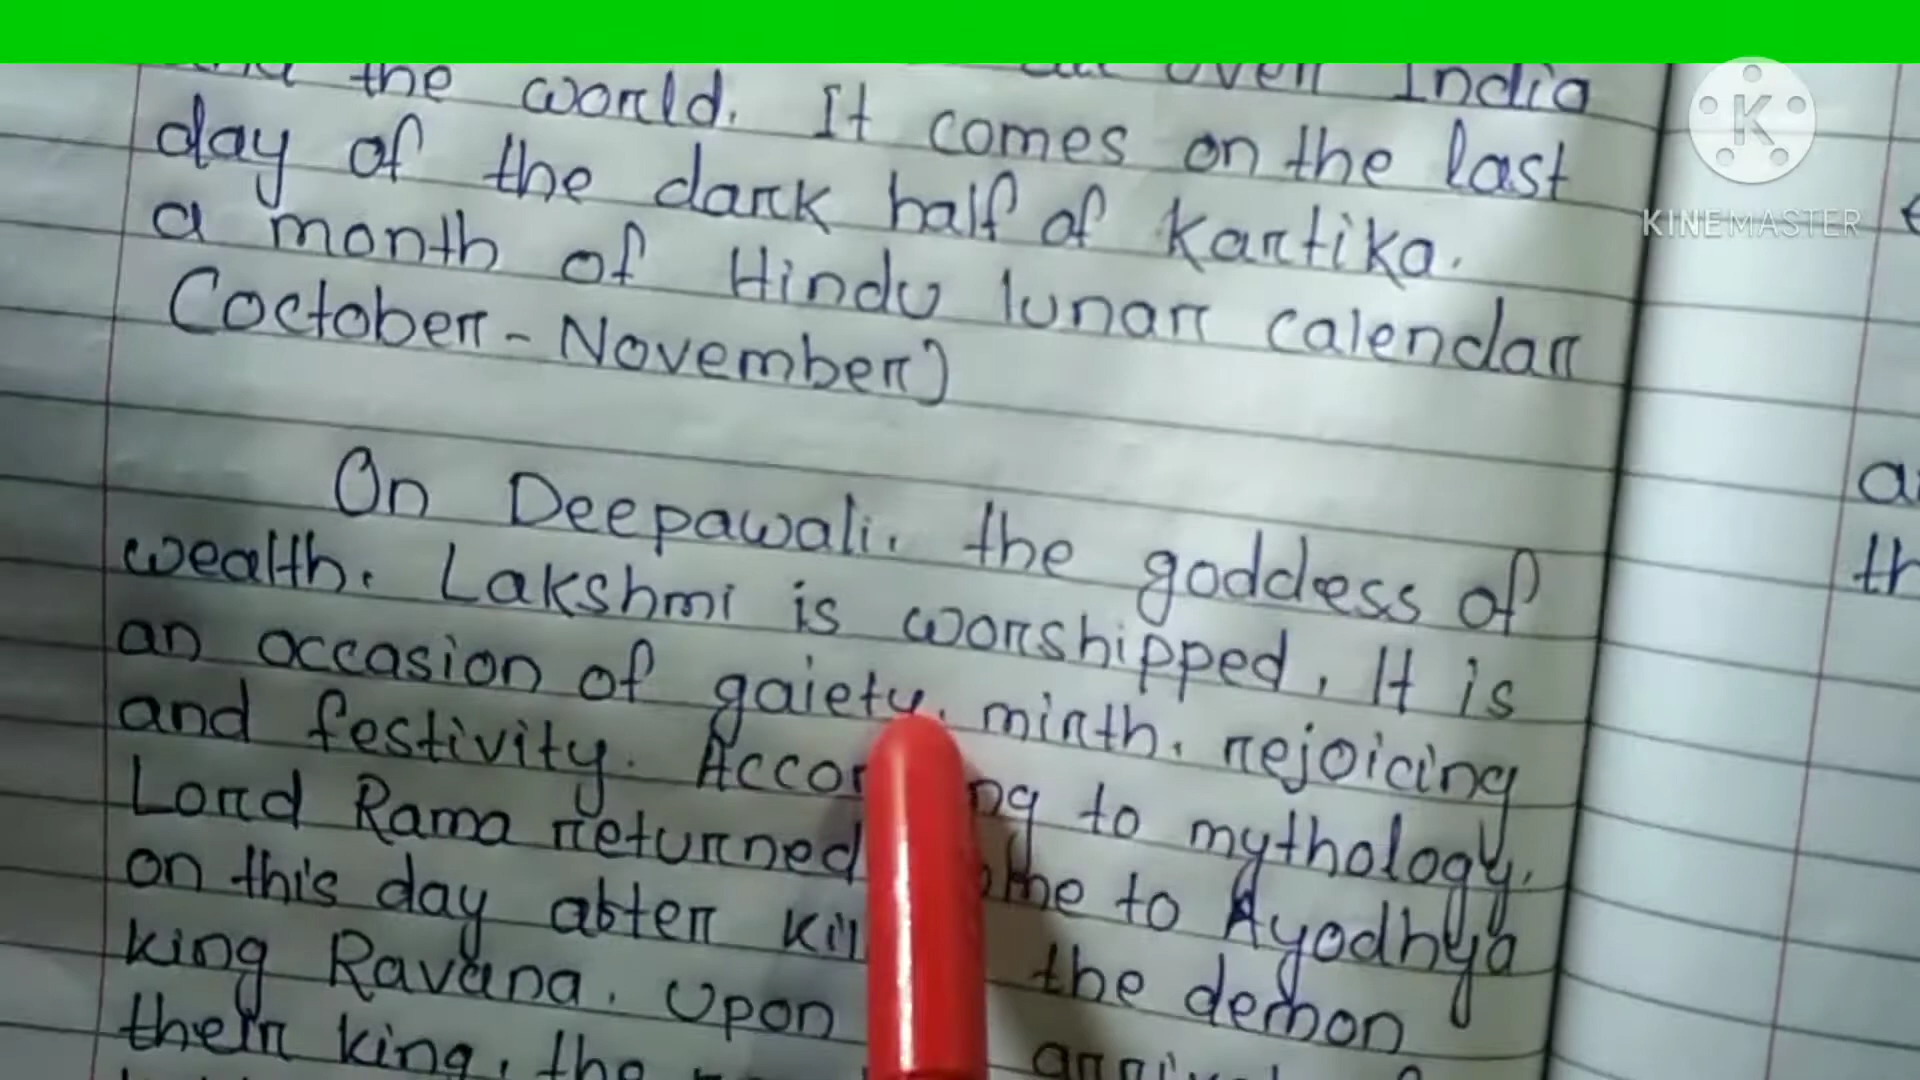 the world. It comes on the last
over India
day of the dark half of Kartika.
a month of Hindu lunar calendar
(october - November)
On Deepawali, the goddess of
wealth, Lakshmi is worshipped. It is
an occasion of gaiety, mirth, rejoicing
and festivity. to mythology,
Lord Rama returned to Ayodhya
on this day abter the demon
king Ravana. Upon
their king, the
KINEMASTER
K